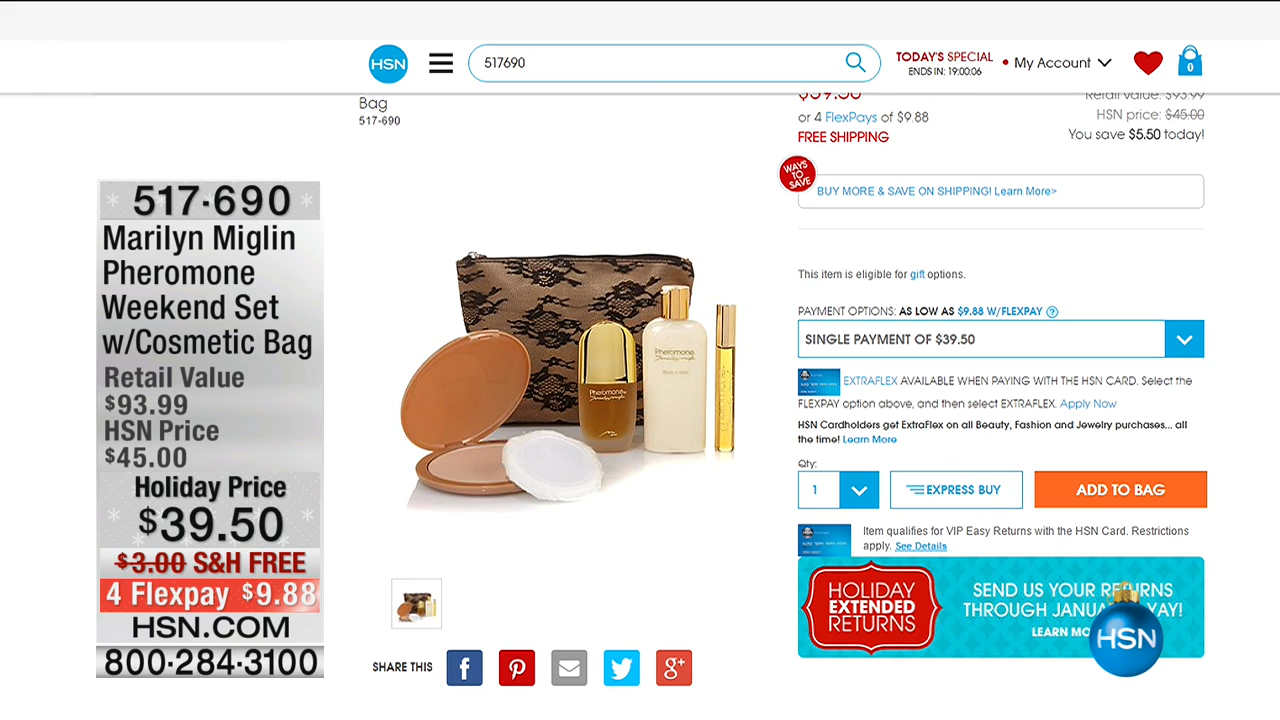 HSN
517690
TODAY'S SPECIAL
ENDS IN: 19:00:06
My Account
0
Bag
517-690
$39.50
or 4 FlexPays of $9.88
FREE SHIPPING
Retail Value: $93.99
HSN price: $45.00
You save $5.50 today!
WAYS
TO
SAVE
BUY MORE & SAVE ON SHIPPING! Learn More>
This item is eligible for gift options.
PAYMENT OPTIONS: AS LOW AS $9.88 W/FLEXPAY ?
SINGLE PAYMENT OF $39.50
EXTRAFLEX AVAILABLE WHEN PAYING WITH THE HSN CARD. Select the
FLEXPAY option above, and then select EXTRAFLEX. Apply Now
HSN Cardholders get ExtraFlex on all Beauty, Fashion and Jewelry purchases... all
the time! Learn More
Qty:
1
EXPRESS BUY
ADD TO BAG
Item qualifies for VIP Easy Returns with the HSN Card. Restrictions
apply. See Details
HOLIDAY
EXTENDED
RETURNS
SEND US YOUR RETURNS
THROUGH JANUARY. YAY!
LEARN MO
HSN
517-690
Marilyn Miglin
Pheromone
Weekend Set
w/Cosmetic Bag
Retail Value
$93.99
HSN Price
$45.00
Holiday Price
$39.50
$3.00 S&H FREE
4 Flexpay $9.88
HSN.COM
800-284-3100
Pheromone
Pheromone
SHARE THIS
f
g+